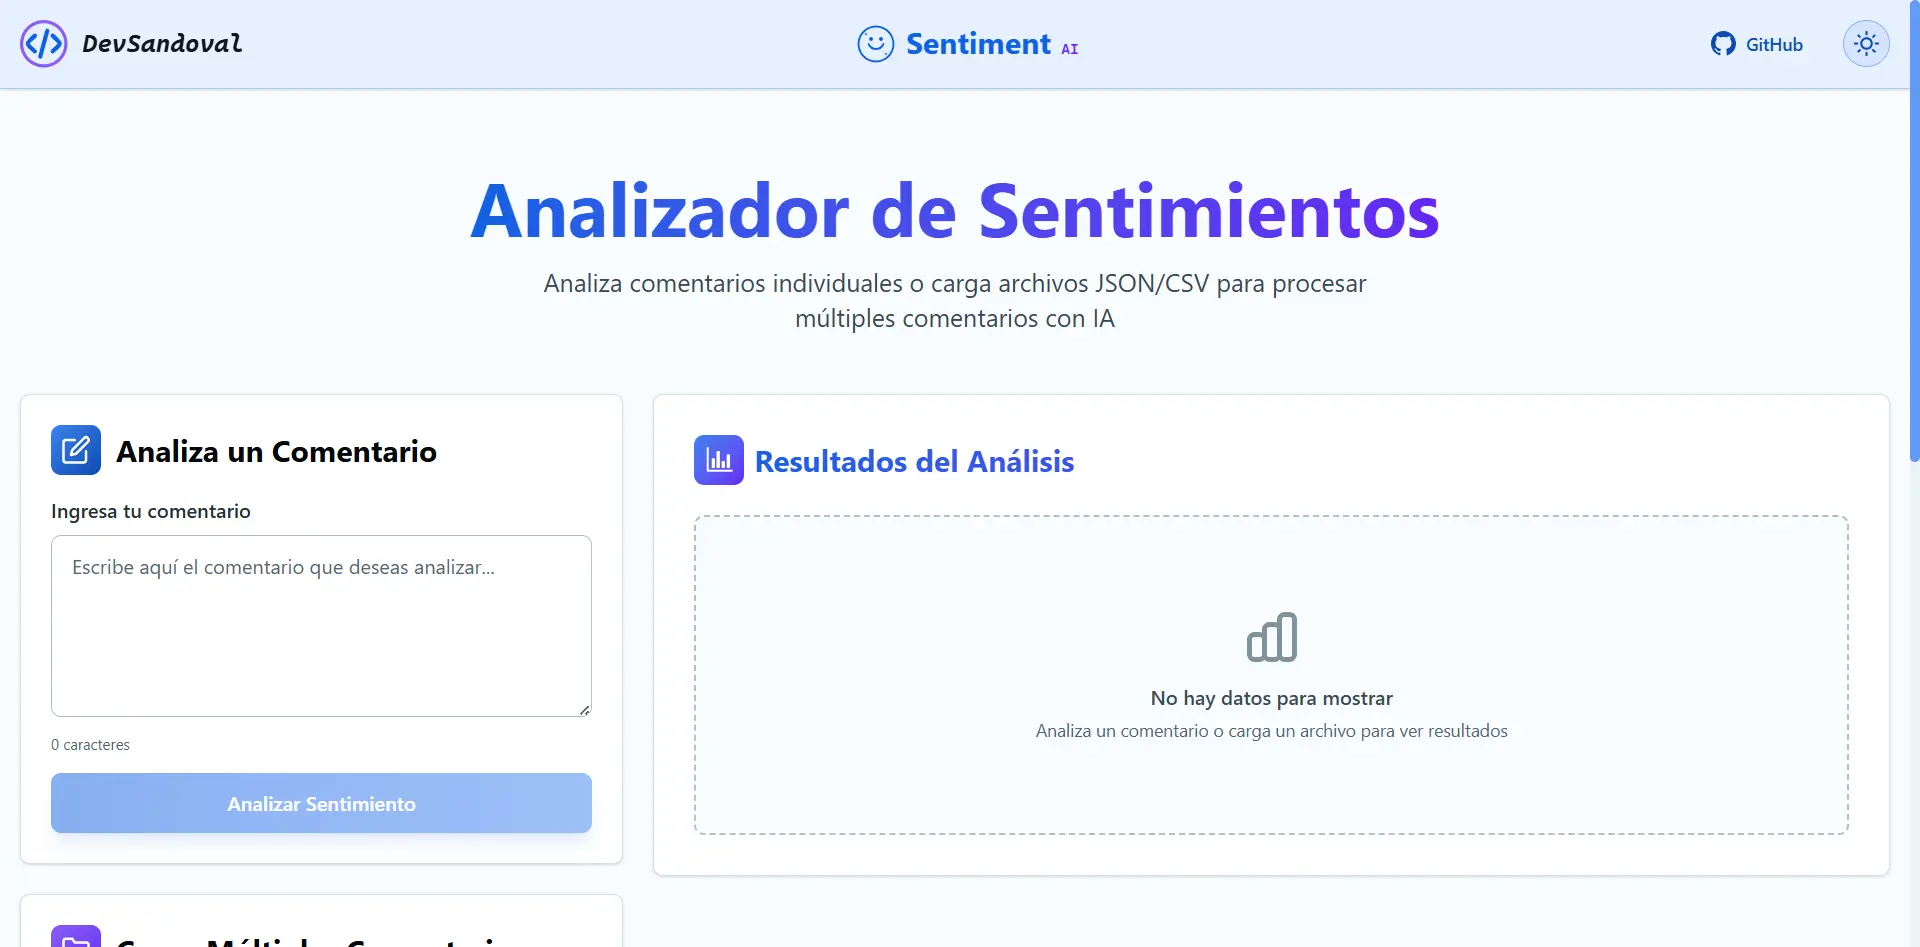 DevSandoval
Sentiment AI
GitHub
Analizador de Sentimientos
Analiza comentarios individuales o carga archivos JSON/CSV para procesar
múltiples comentarios con IA
Analiza un Comentario
Ingresa tu comentario
Escribe aquí el comentario que deseas analizar...
0 caracteres
Analizar Sentimiento
Resultados del Análisis
No hay datos para mostrar
Analiza un comentario o carga un archivo para ver resultados